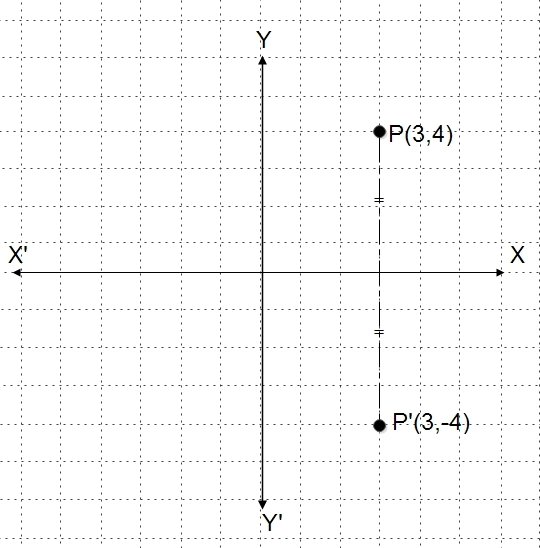 Y
P(3,4)
X'
X
P'(3,-4)
Y'